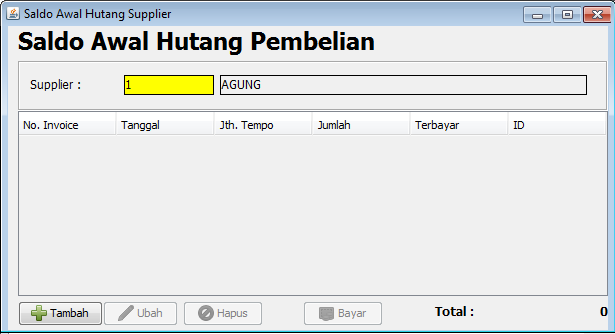 Saldo Awal Hutang Supplier
Saldo Awal Hutang Pembelian
Supplier : 1 AGUNG
No. Invoice Tanggal Jth. Tempo Jumlah Terbayar ID
Tambah Ubah Hapus Bayar Total : 0